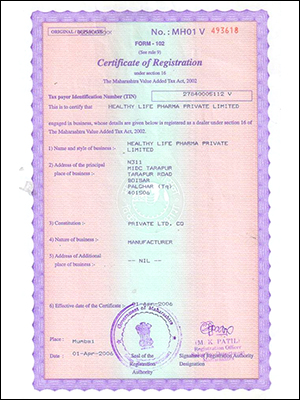 ORIGINAL /
No. : MH01 V 493618
FORM - 102
(See rule 9)
Certificate of Registration
under section 16
The Maharashtra Value Added Tax Act, 2002
Tax payer Identification Number (TIN) 27840005112 V
This is to certify that HEALTHY LIFE PHARMA PRIVATE LIMITED
engaged in business, whose details are given below is registered as a dealer under section 16 of
The Maharashtra Value Added Tax Act, 2002.
1) Name and style of business :- HEALTHY LIFE PHARMA PRIVATE
LIMITED
2) Address of the principal place of business :- N311
MIDC TARAPUR
TARAPUR ROAD
BOISAR
PALGHAR (Tq)
401506
3) Constitution :- PRIVATE LTD. CO
4) Nature of business :- MANUFACTURER
5) Address of Additional
place of business :- -- NIL --
6) Effective date of the Certificate :- 01-Apr-2006
Government of Maharashtra
Place : Mumbai
(M. R. PATIL)
Registration Officer
Date : 01-Apr-2006
Seal of the
Registration
Authority
Signature of Registration Authority
Designation